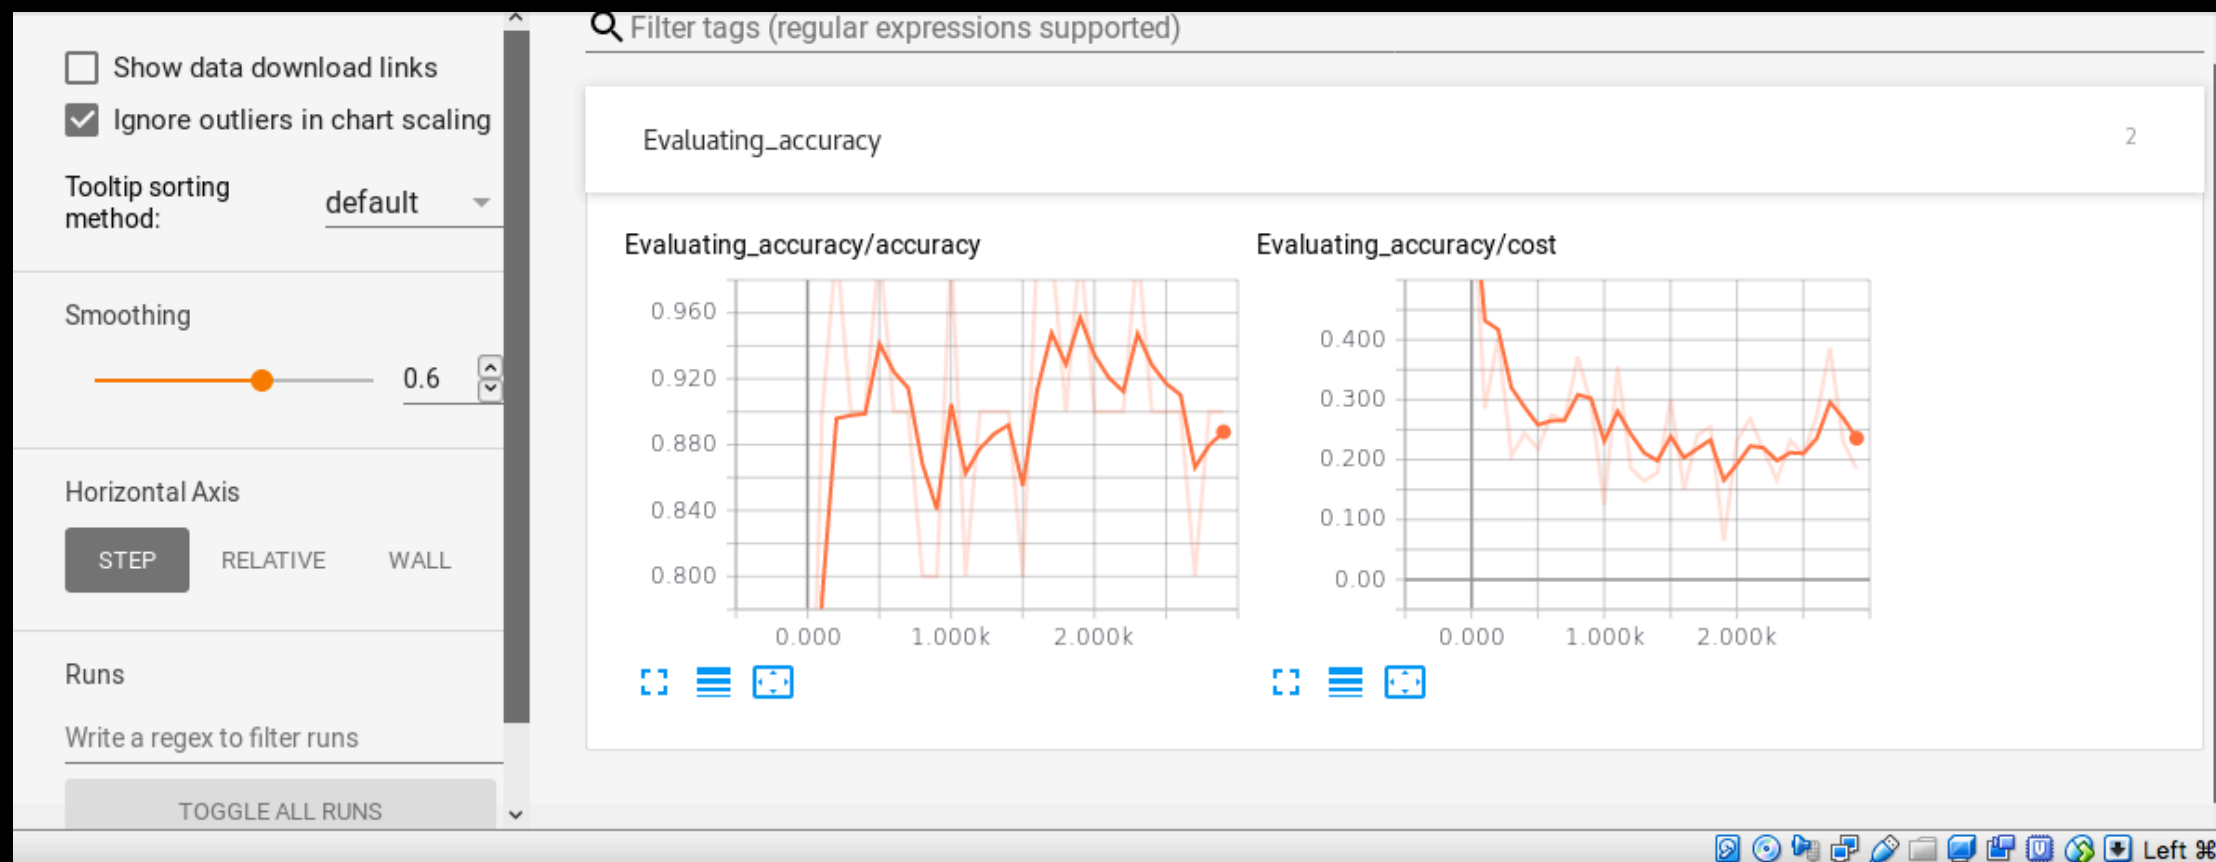 Filter tags (regular expressions supported)
Show data download links
Ignore outliers in chart scaling
Tooltip sorting
method:
default
Smoothing
0.6
Horizontal Axis
STEP RELATIVE WALL
Runs
Write a regex to filter runs
TOGGLE ALL RUNS
Evaluating_accuracy
2
Evaluating_accuracy/accuracy
0.960
0.920
0.880
0.840
0.800
0.000 1.000k 2.000k
Evaluating_accuracy/cost
0.400
0.300
0.200
0.100
0.00
0.000 1.000k 2.000k
Left ⌘